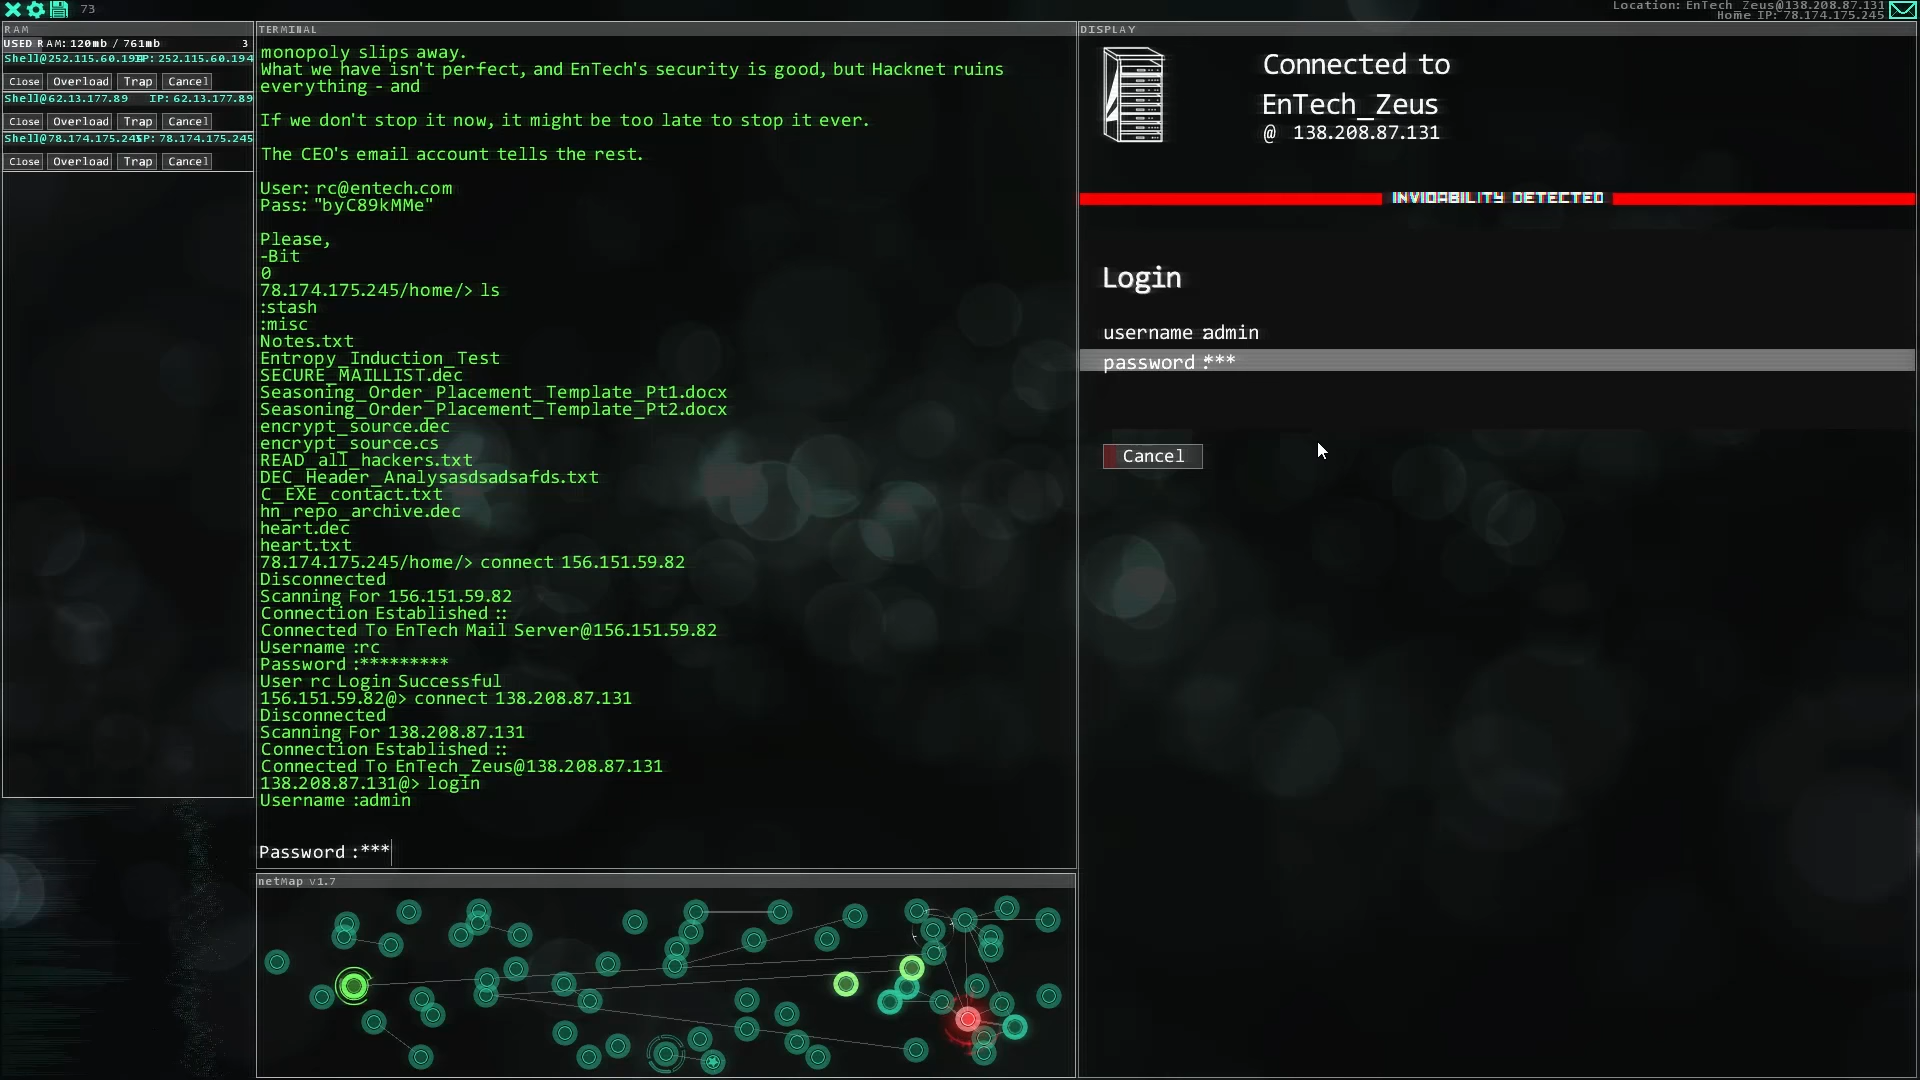 73
Location: EnTech_Zeus@138.208.87.131
Home IP: 78.174.175.245
RAM
USED RAM: 120mb / 761mb 3
Shell@252.115.60.194 IP: 252.115.60.194
Close Overload Trap Cancel
Shell@62.13.177.89 IP: 62.13.177.89
Close Overload Trap Cancel
Shell@78.174.175.245 IP: 78.174.175.245
Close Overload Trap Cancel
TERMINAL
monopoly slips away.
What we have isn't perfect, and EnTech's security is good, but Hacknet ruins
everything - and
If we don't stop it now, it might be too late to stop it ever.
The CEO's email account tells the rest.
User: rc@entech.com
Pass: "byC89kMMe"
Please,
-Bit
0
78.174.175.245/home/> ls
:stash
:misc
Notes.txt
Entropy_Induction_Test
SECURE_MAILLIST.dec
Seasoning_Order_Placement_Template_Pt1.docx
Seasoning_Order_Placement_Template_Pt2.docx
encrypt_source.dec
encrypt_source.cs
READ_all_hackers.txt
DEC_Header_Analysasdsadsafds.txt
C_EXE_contact.txt
hn_repo_archive.dec
heart.dec
heart.txt
78.174.175.245/home/> connect 156.151.59.82
Disconnected
Scanning For 156.151.59.82
Connection Established ::
Connected To EnTech Mail Server@156.151.59.82
Username :rc
Password :*********
User rc Login Successful
156.151.59.82@> connect 138.208.87.131
Disconnected
Scanning For 138.208.87.131
Connection Established ::
Connected To EnTech_Zeus@138.208.87.131
138.208.87.131@> login
Username :admin
Password :***
netMap v1.7
DISPLAY
Connected to
EnTech_Zeus
@ 138.208.87.131
INVIOABILITY DETECTED
Login
username :admin
password :***
Cancel